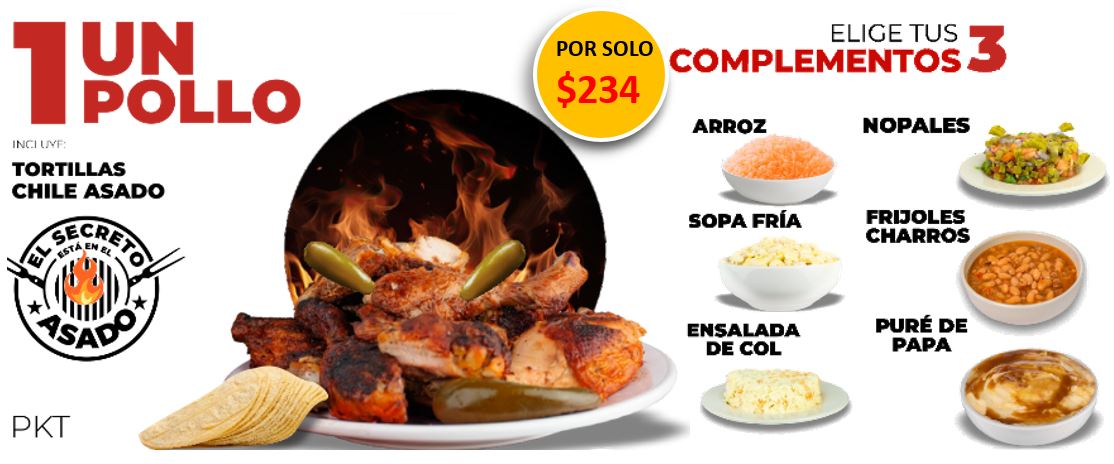 1 UN
POLLO
INCLUYE:
TORTILLAS
CHILE ASADO
EL SECRETO
ESTÁ EN EL
ASADO
PKT
POR SOLO
$234
ELIGE TUS
COMPLEMENTOS 3
ARROZ
NOPALES
SOPA FRÍA
FRIJOLES
CHARROS
ENSALADA
DE COL
PURÉ DE
PAPA